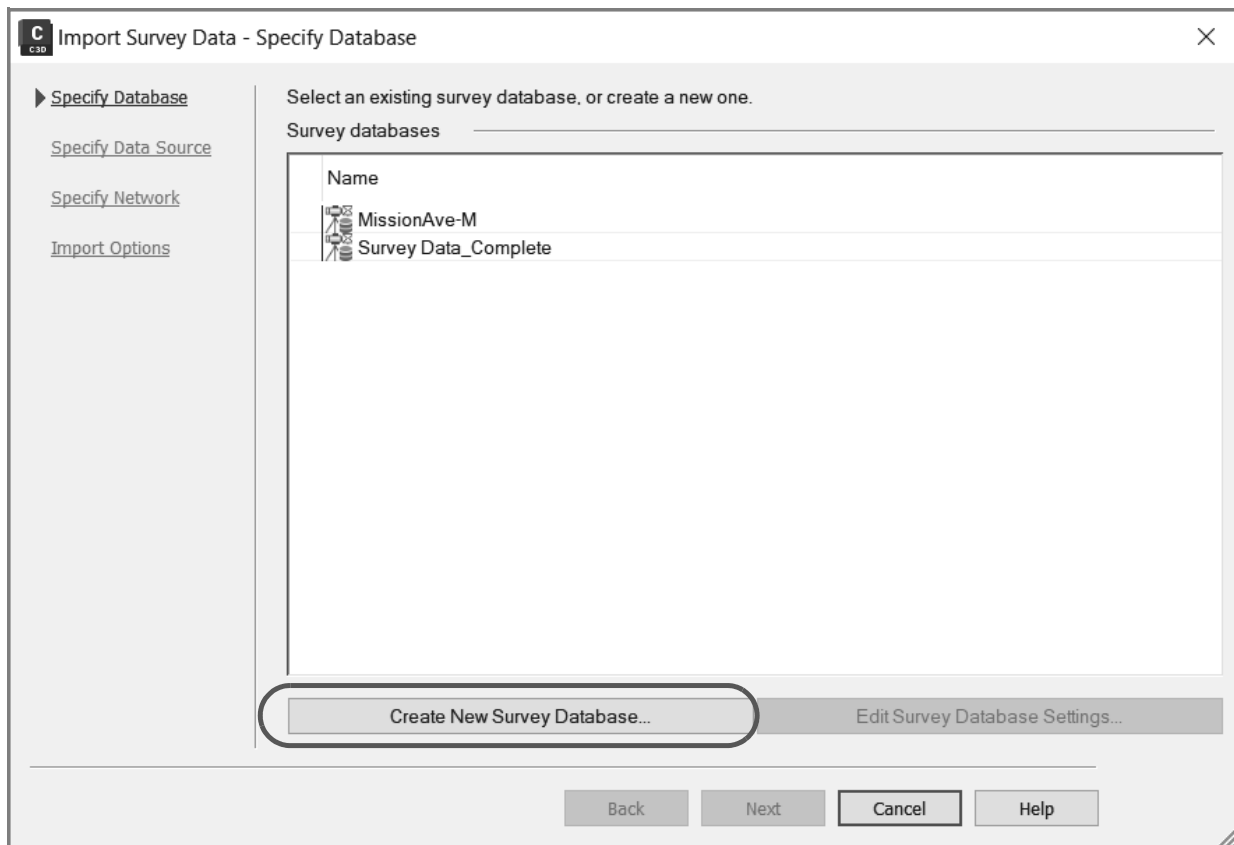 C
C3D
Import Survey Data - Specify Database
Specify Database
Specify Data Source
Specify Network
Import Options
Select an existing survey database, or create a new one.
Survey databases
Name
MissionAve-M
Survey Data_Complete
Create New Survey Database...
Edit Survey Database Settings...
Back
Next
Cancel
Help